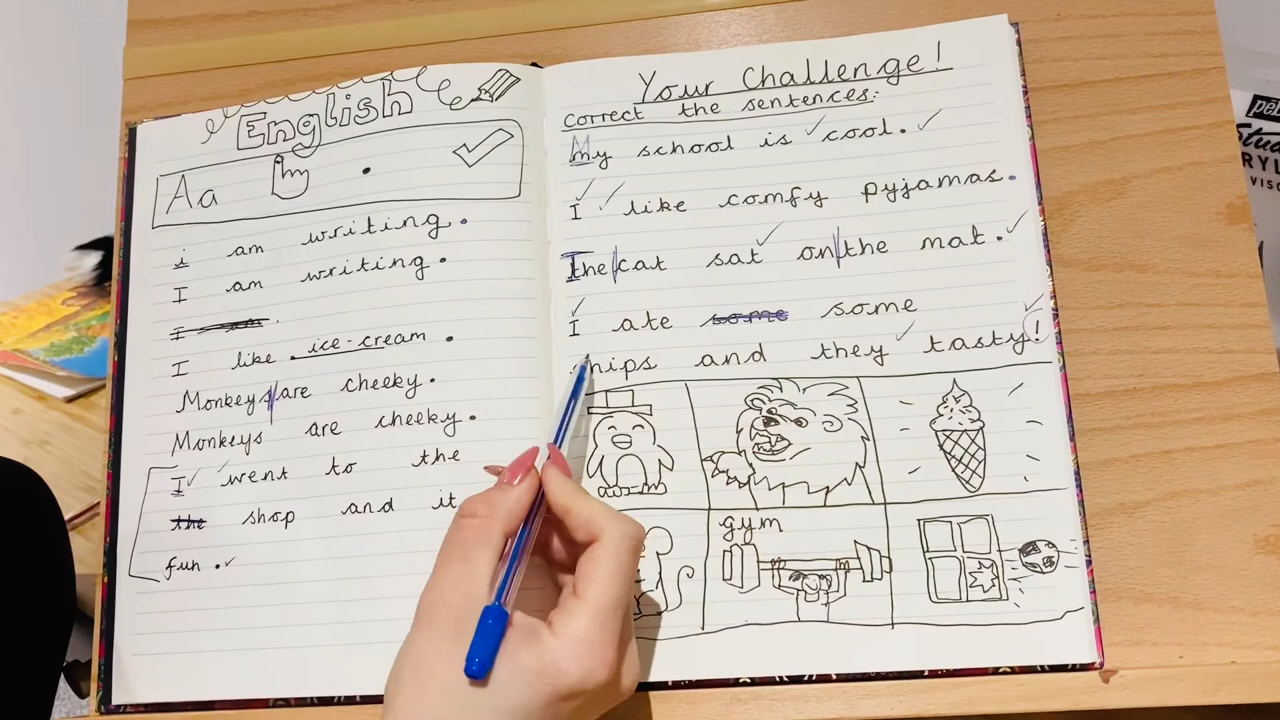 English
Aa .
i am writing.
I am writing.
I am.
I like ice-cream.
Monkeys are cheeky.
Monkeys are cheeky.
I went to the
the shop and it
fun.
Your Challenge!
correct the sentences:
My school is cool.
I like comfy pyjamas.
The cat sat on the mat.
I ate some some
chips and they tasty!
gym